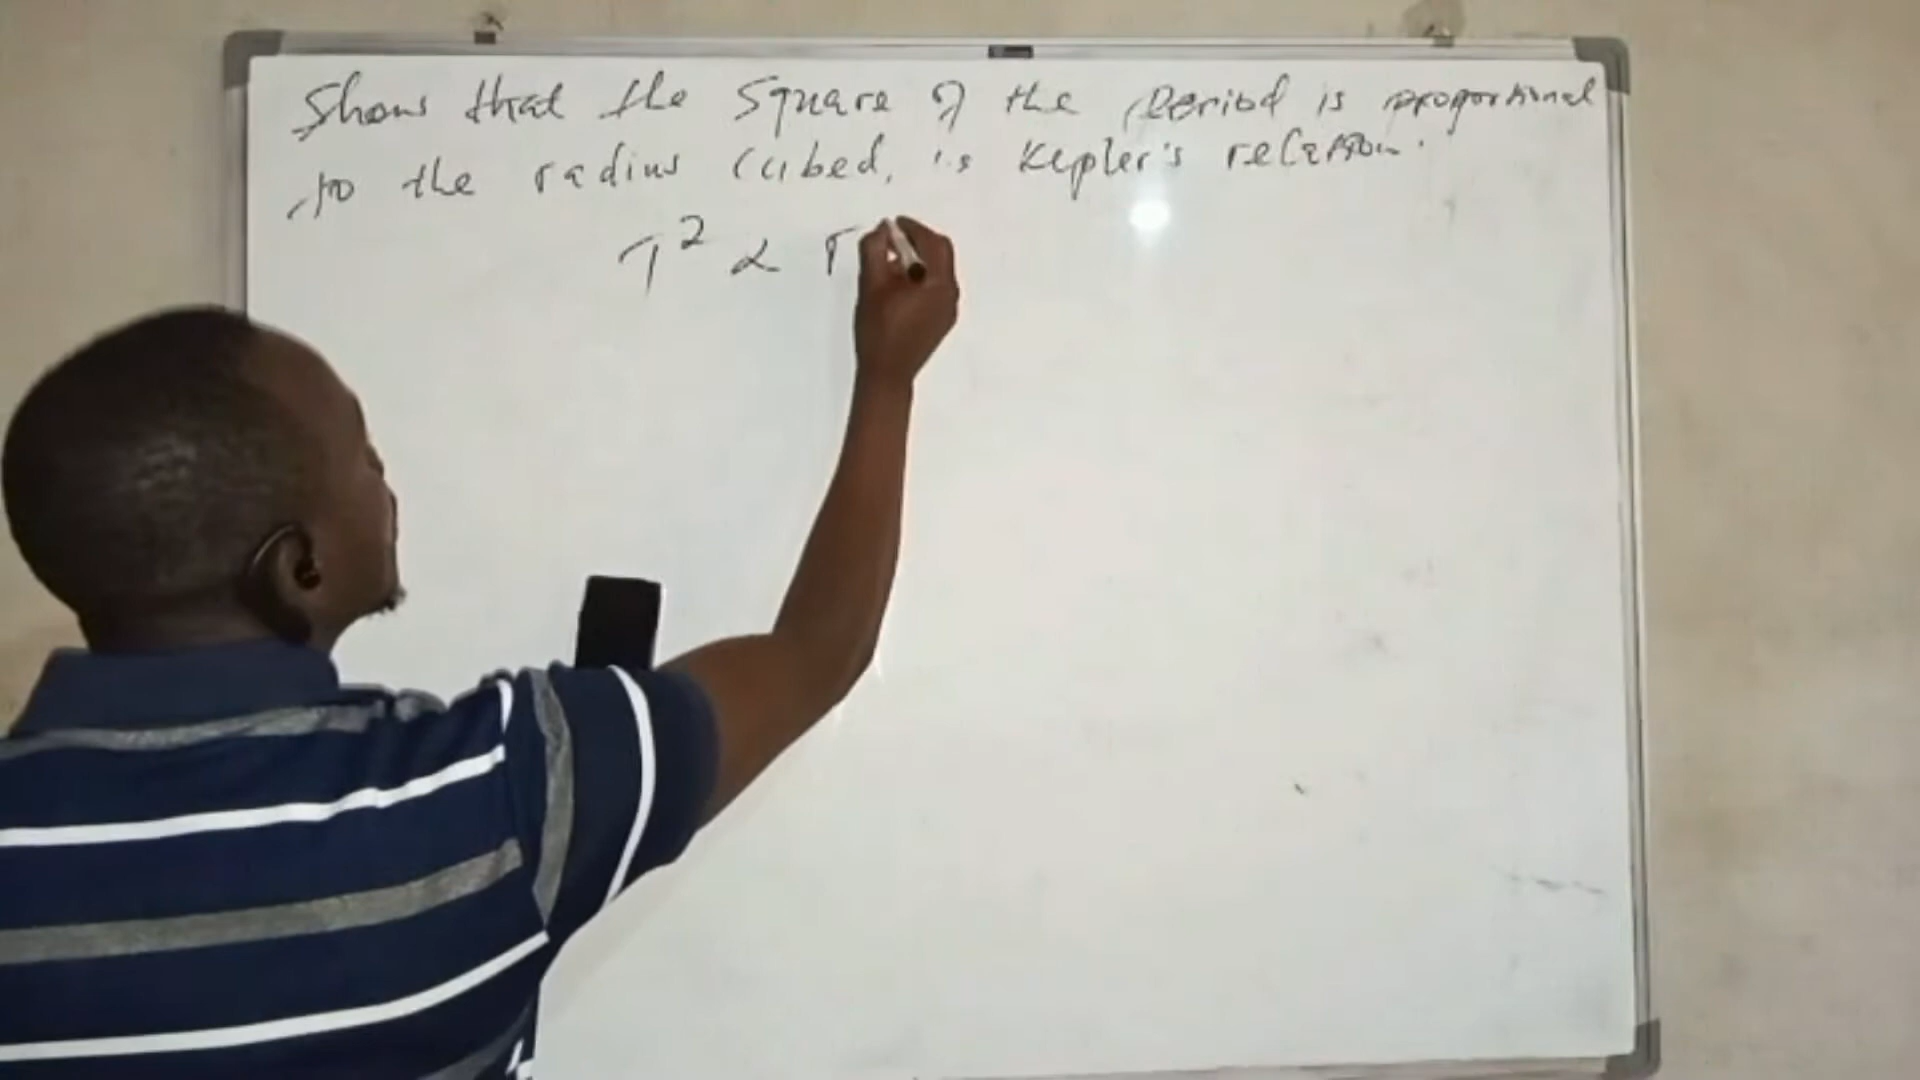 Show that the Square of the Period is proportional
to the radius cubed, is Kepler's relation.
T² ∝ r